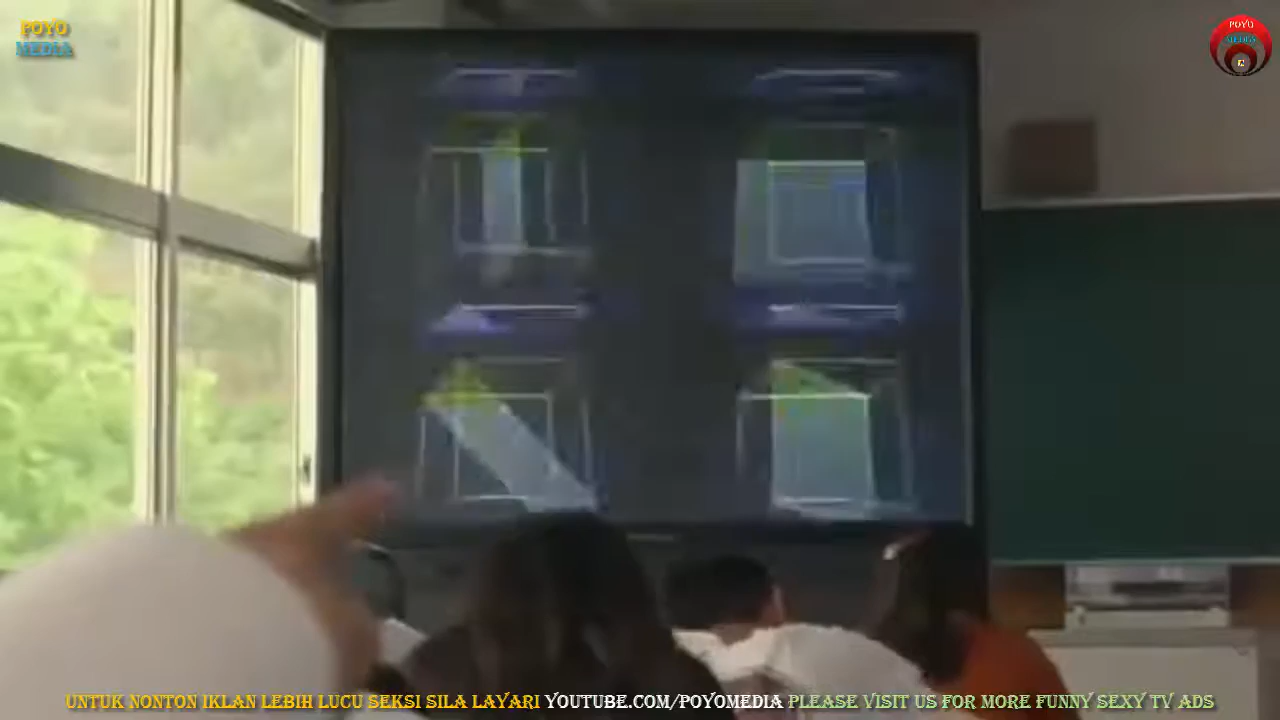 POYO
MEDIA
POYO
MEDIA
UNTUK NONTON IKLAN LEBIH LUCU SEKSI SILA LAYARI YOUTUBE.COM/POYOMEDIA PLEASE VISIT US FOR MORE FUNNY SEXY TV ADS